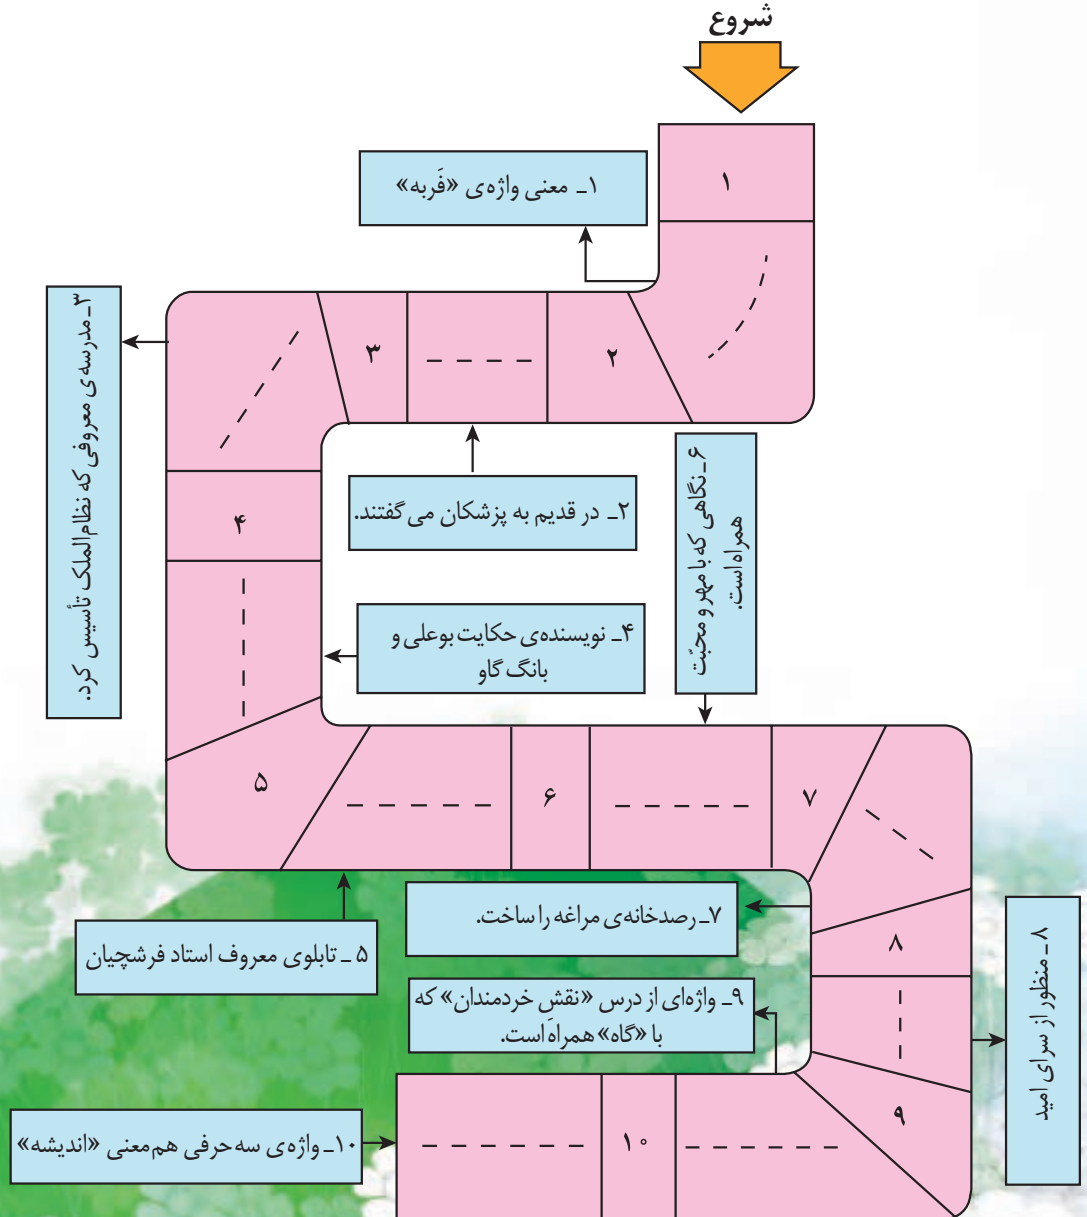 شروع
۱
۱ـ معنی واژه‌ی «فَربه»
۲
۳
۳ـ مدرسه‌ی معروفی که نظام‌الملک تأسیس کرد.
۲ـ در قدیم به پزشکان می‌گفتند.
۶ـ نگاهی که با مهر و محبّت
همراه است.
۴
۴ـ نویسنده‌ی حکایت بوعلی و
بانگ گاو
۵
۶
۷
۷ـ رصدخانه‌ی مراغه را ساخت.
۵ ـ تابلوی معروف استاد فرشچیان
۸
۸ ـ منظور از سرای امید
۹ـ واژه‌ای از درس «نقشِ خردمندان» که
با «گاه» همراه است.
۹
۱۰
۱۰ـ واژه‌ی سه حرفی هم‌معنی «اندیشه»